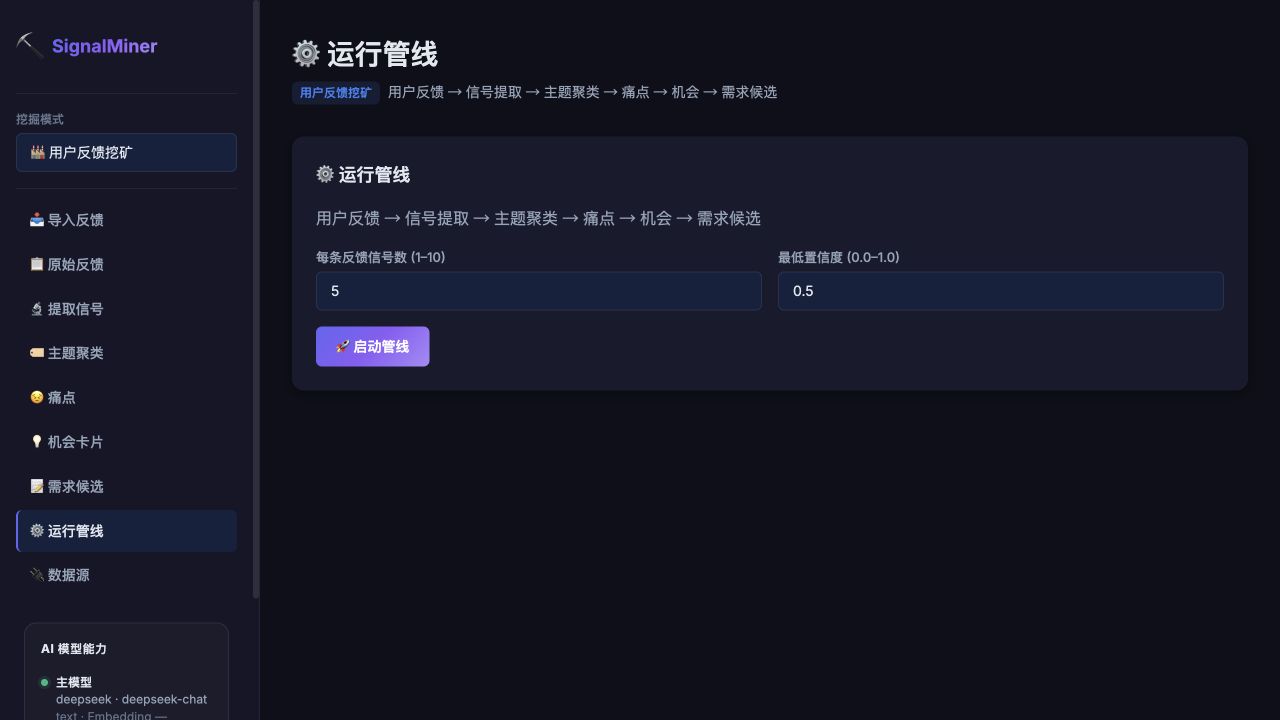 SignalMiner
挖掘模式
用户反馈挖矿
导入反馈
原始反馈
提取信号
主题聚类
痛点
机会卡片
需求候选
运行管线
数据源
AI 模型能力
主模型
deepseek · deepseek-chat
text · Embedding —
运行管线
用户反馈挖矿 用户反馈 → 信号提取 → 主题聚类 → 痛点 → 机会 → 需求候选
运行管线
用户反馈 → 信号提取 → 主题聚类 → 痛点 → 机会 → 需求候选
每条反馈信号数 (1–10) 最低置信度 (0.0–1.0)
5 0.5
启动管线